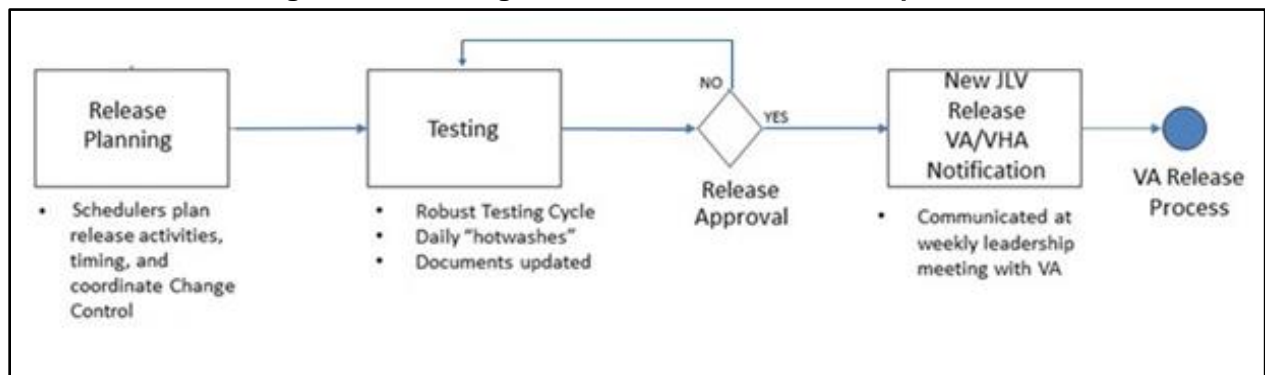 Release
Planning
Testing
NO
YES
Release
Approval
New JLV
Release
VA/VHA
Notification
VA Release
Process
• Schedulers plan
release activities,
timing, and
coordinate Change
Control
• Robust Testing Cycle
• Daily “hotwashes”
• Documents updated
• Communicated at
weekly leadership
meeting with VA